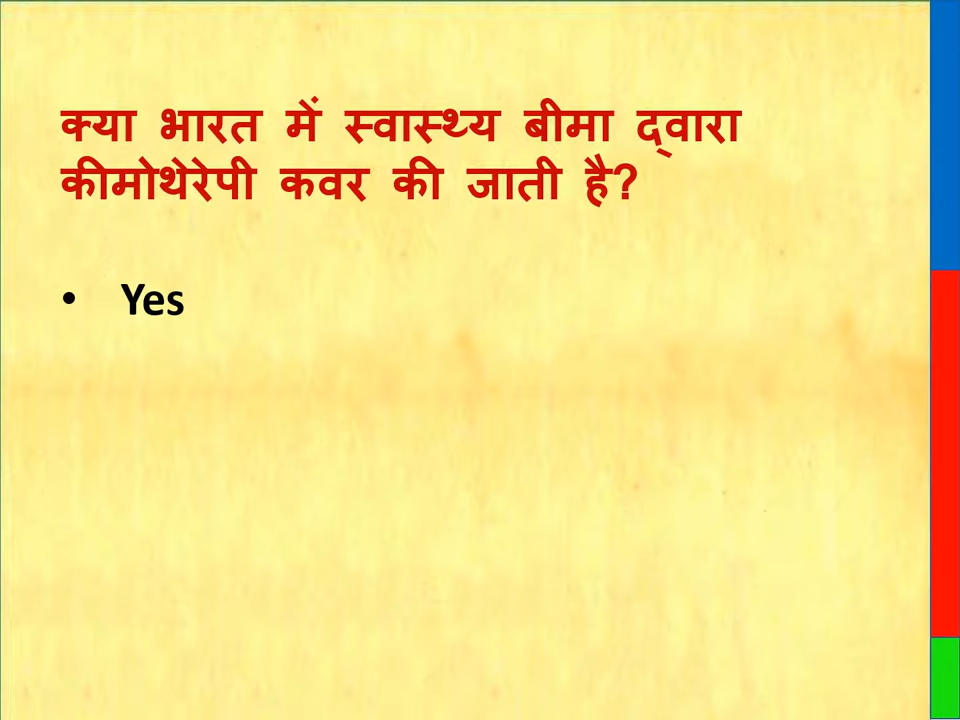 क्या भारत में स्वास्थ्य बीमा द्वारा
कीमोथेरेपी कवर की जाती है?
• Yes